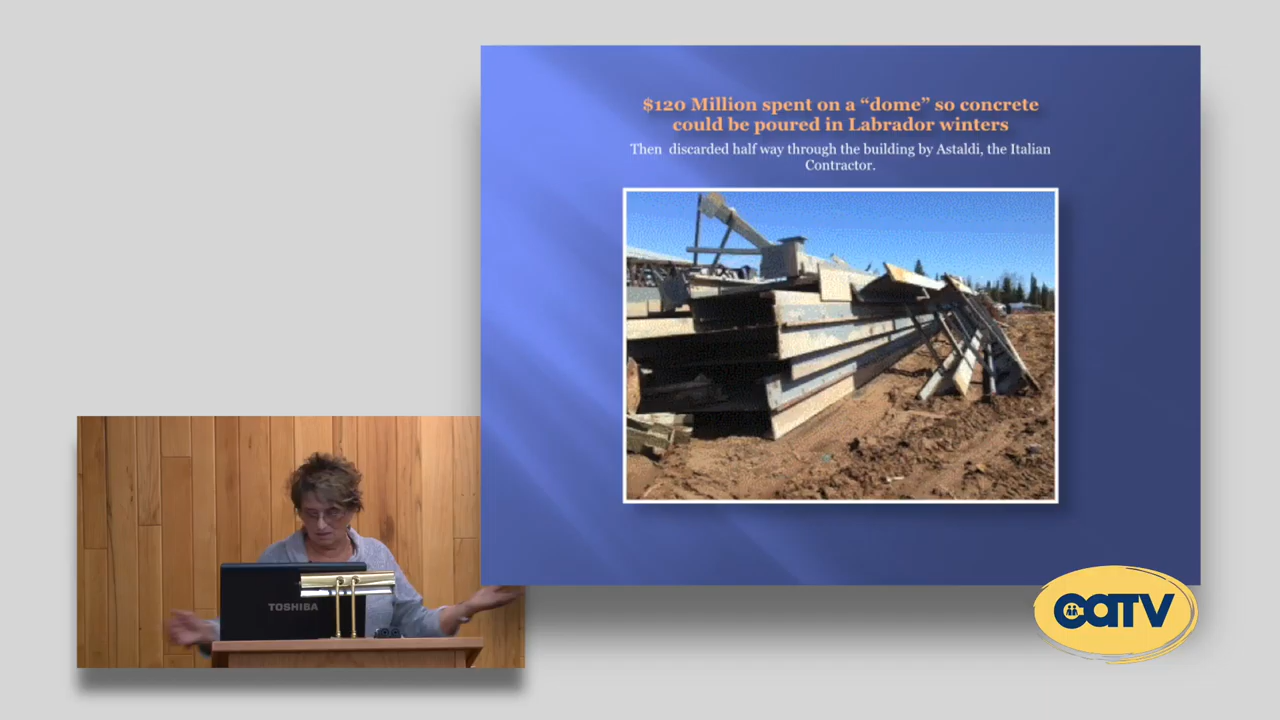 $120 Million spent on a “dome” so concrete
could be poured in Labrador winters
Then discarded half way through the building by Astaldi, the Italian
Contractor.
TOSHIBA
CATV